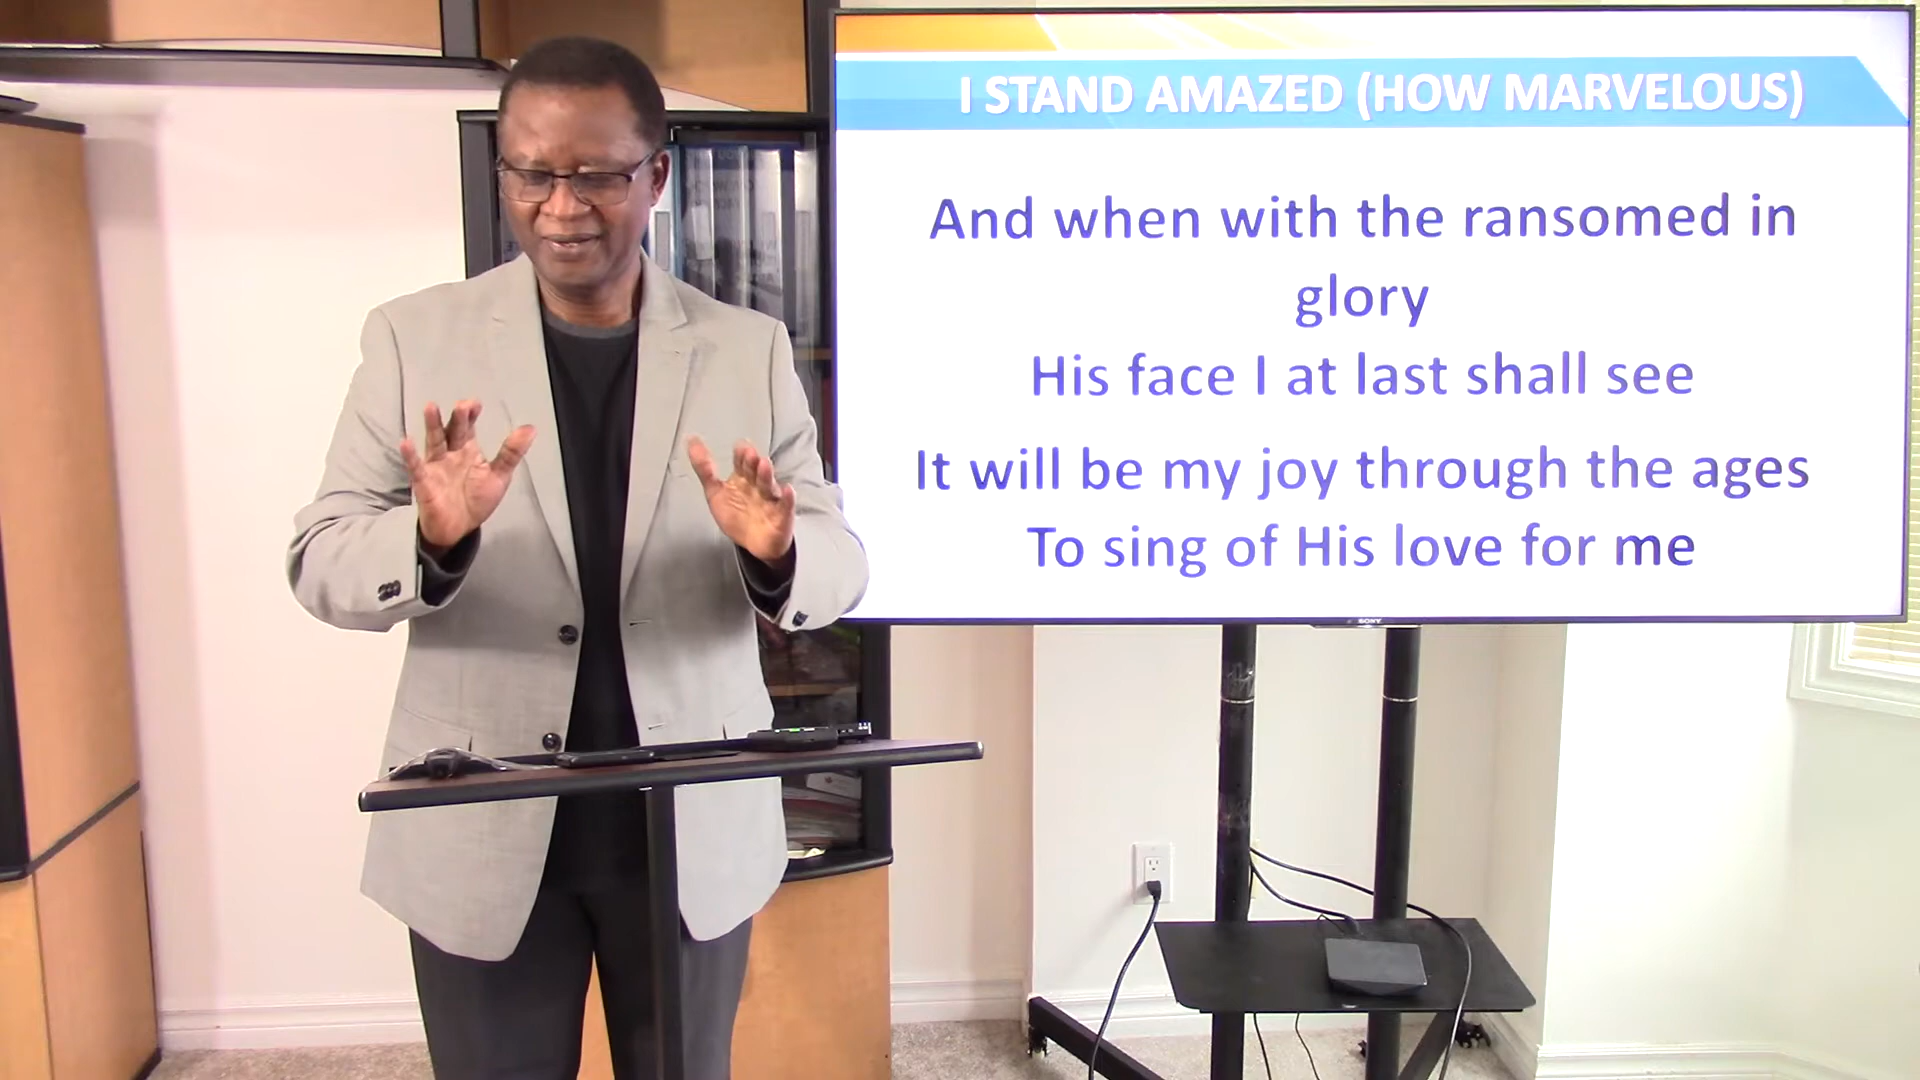 I STAND AMAZED (HOW MARVELOUS)
And when with the ransomed in
glory
His face I at last shall see
It will be my joy through the ages
To sing of His love for me
SONY